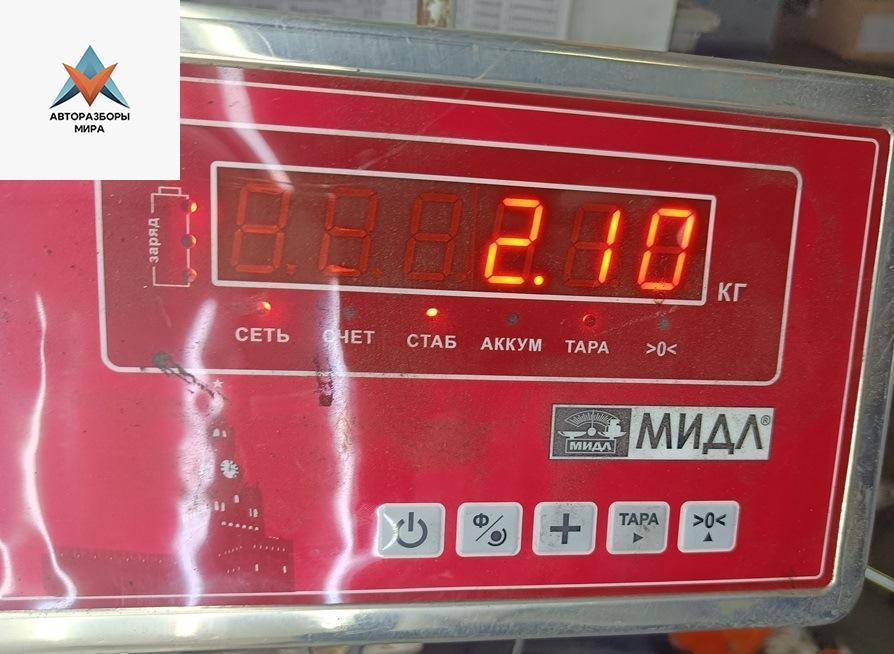 АВТОРАЗБОРЫ
МИРА
заряд
2.10
КГ
СЕТЬ СЧЕТ СТАБ АККУМ ТАРА >0<
МИДЛ МИДЛ®
Ф + ТАРА >0<